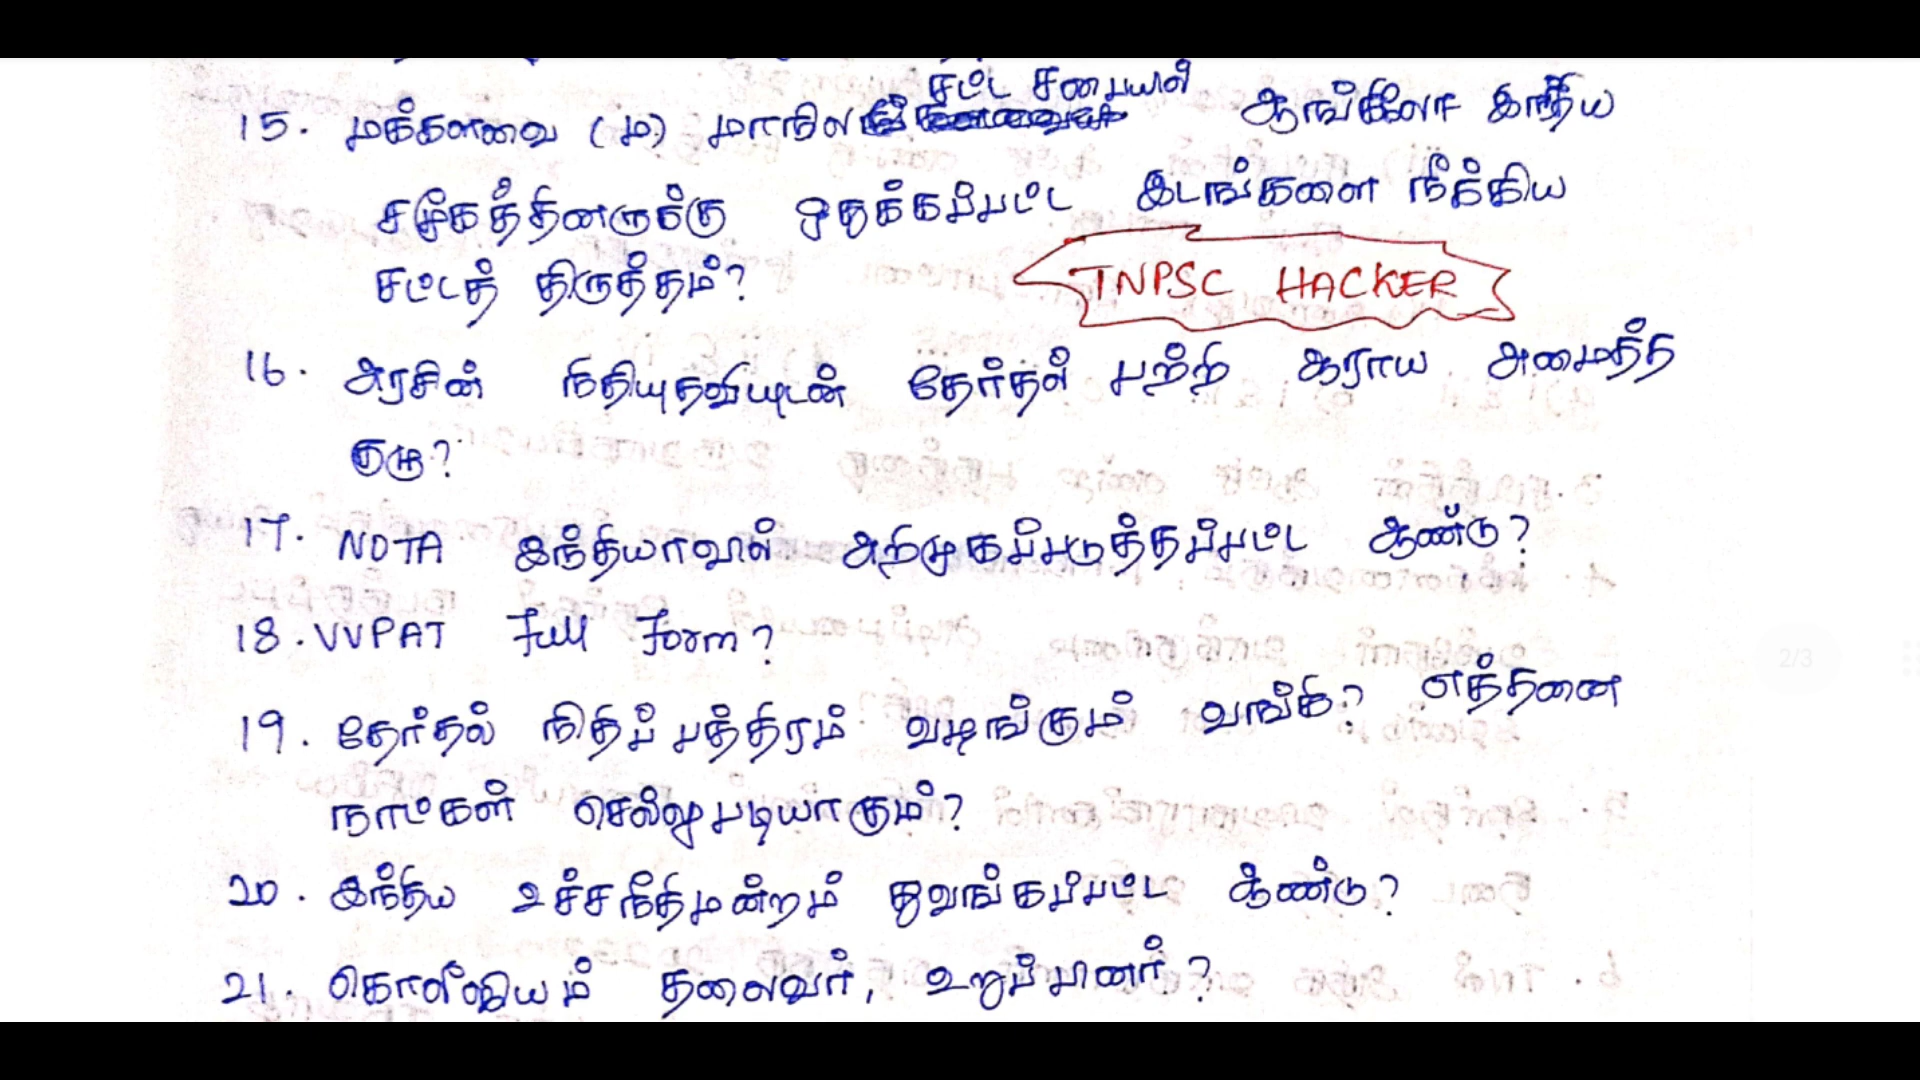 சட்ட சபையில்
15. மக்களவை (ம) மாநில ஆங்கிலோ இந்திய
சமூகத்தினருக்கு ஒதுக்கப்பட்ட இடங்களை நீக்கிய
சட்டத் திருத்தம்?
TNPSC HACKER
16. அரசின் நிதியுதவியுடன் தேர்தல் பற்றி ஆராய அமைத்த
குழு?
17. NOTA இந்தியாவில் அறிமுகப்படுத்தப்பட்ட ஆண்டு?
18. VVPAT Full Form?
2/3
19. தேர்தல் நிதிப் பத்திரம் வழங்கும் வங்கி? எத்தனை
நாட்கள் செல்லுபடியாகும்?
20. இந்திய உச்சநீதிமன்றம் துவங்கப்பட்ட ஆண்டு?
21. கொலீஜியம் தலைவர், உறுப்பினர்?